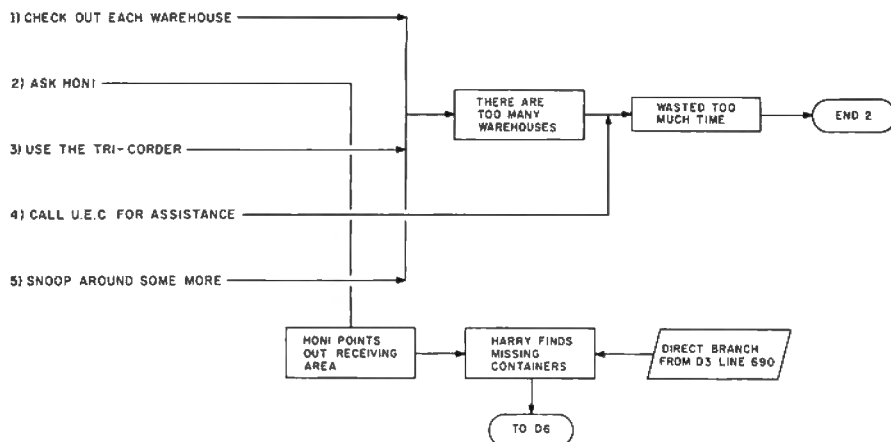 1) CHECK OUT EACH WAREHOUSE
2) ASK HONI
THERE ARE
TOO MANY
WAREHOUSES
WASTED TOO
MUCH TIME
END 2
3) USE THE TRI-CORDER
4) CALL U.E.C FOR ASSISTANCE
5) SNOOP AROUND SOME MORE
HONI POINTS
OUT RECEIVING
AREA
HARRY FINDS
MISSING
CONTAINERS
DIRECT BRANCH
FROM D3 LINE 690
TO D6